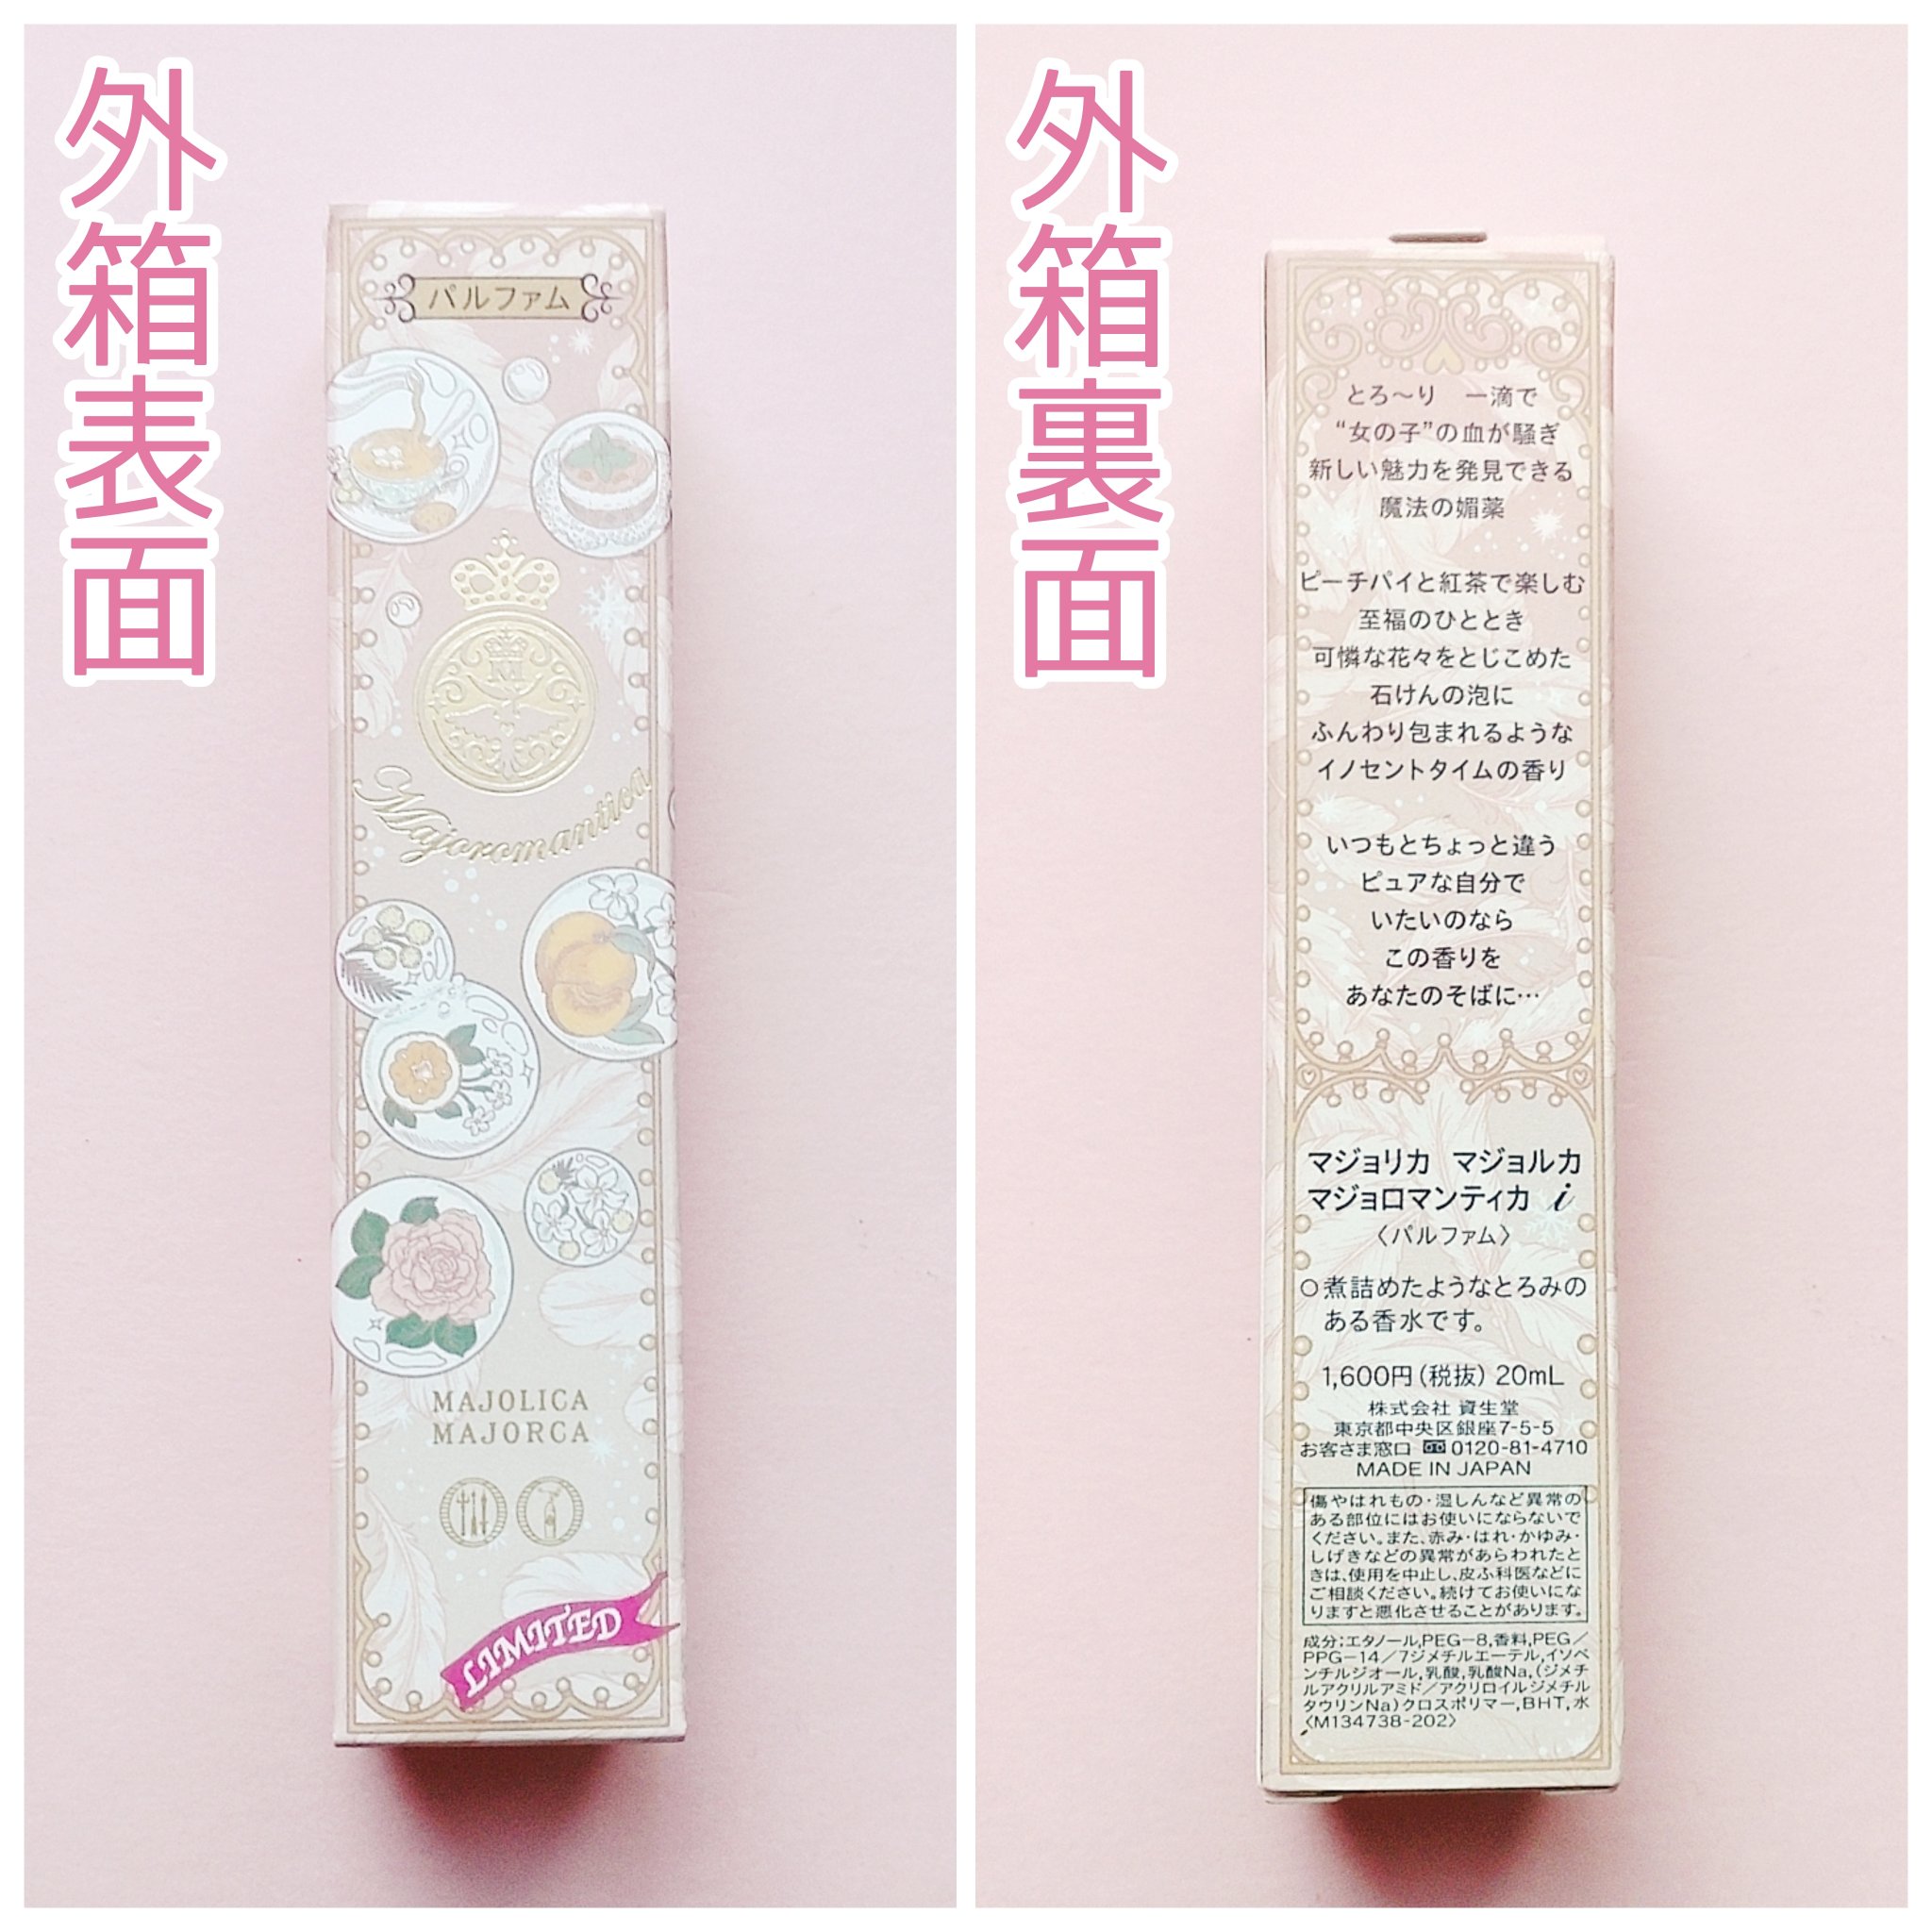 外箱表面
パルファム
Majoromantica
MAJOLICA
MAJORCA
LIMITED
外箱裏面
とろ〜り 一滴で
“女の子”の血が騒ぎ
新しい魅力を発見できる
魔法の媚薬
ピーチパイと紅茶で楽しむ
至福のひととき
可憐な花々をとじこめた
石けんの泡に
ふんわり包まれるような
イノセントタイムの香り
いつもとちょっと違う
ピュアな自分で
いたいのなら
この香りを
あなたのそばに…
マジョリカ マジョルカ
マジョロマンティカ i
〈パルファム〉
○煮詰めたようなとろみの
ある香水です。
1,600円(税抜) 20mL
株式会社 資生堂
東京都中央区銀座7-5-5
お客さま窓口 0120-81-4710
MADE IN JAPAN
傷やはれもの・湿しんなど異常の
ある部位にはお使いにならないで
ください。また、赤み・はれ・かゆみ・
しげきなどの異常があらわれたと
きは、使用を中止し、皮ふ科医などに
ご相談ください。続けてお使いにな
りますと悪化させることがあります。
成分:エタノール,PEG-8,香料,PEG/
PPG-14/7ジメチルエーテル,イソペ
ンチルジオール,乳酸,乳酸Na,(ジメチ
ルアクリルアミド/アクリロイルジメチル
タウリンNa)クロスポリマー,BHT,水
〈M134738-202〉